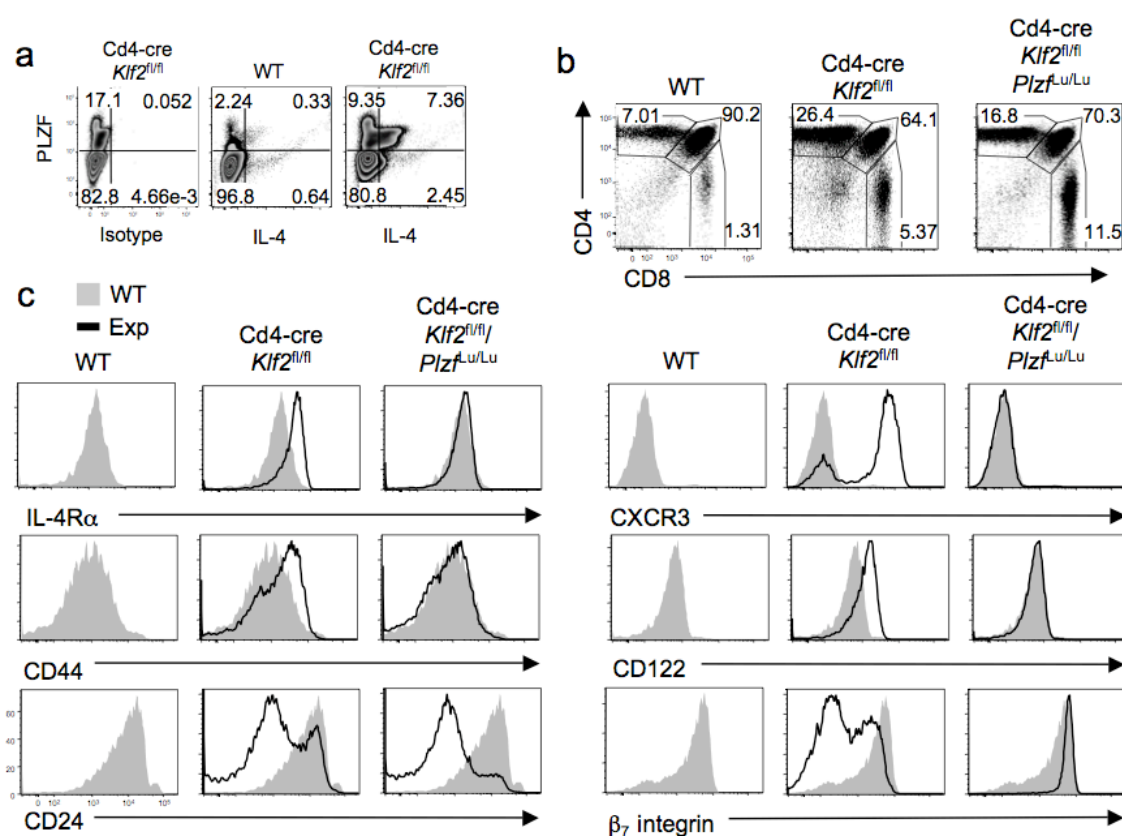 a
Cd4-cre
Klf2fl/fl
WT
Cd4-cre
Klf2fl/fl
PLZF
17.1 0.052
82.8 4.66e-3
2.24 0.33
96.8 0.64
9.35 7.36
80.8 2.45
Isotype
IL-4
IL-4
b
WT
Cd4-cre
Klf2fl/fl
Cd4-cre
Klf2fl/fl
PlzfLu/Lu
7.01 90.2
1.31
26.4 64.1
5.37
16.8 70.3
11.5
CD4
CD8
c
WT
Exp
WT
Cd4-cre
Klf2fl/fl
Cd4-cre
Klf2fl/fl/
PlzfLu/Lu
WT
Cd4-cre
Klf2fl/fl
Cd4-cre
Klf2fl/fl/
PlzfLu/Lu
IL-4Rα
CXCR3
CD44
CD122
CD24
β7 integrin